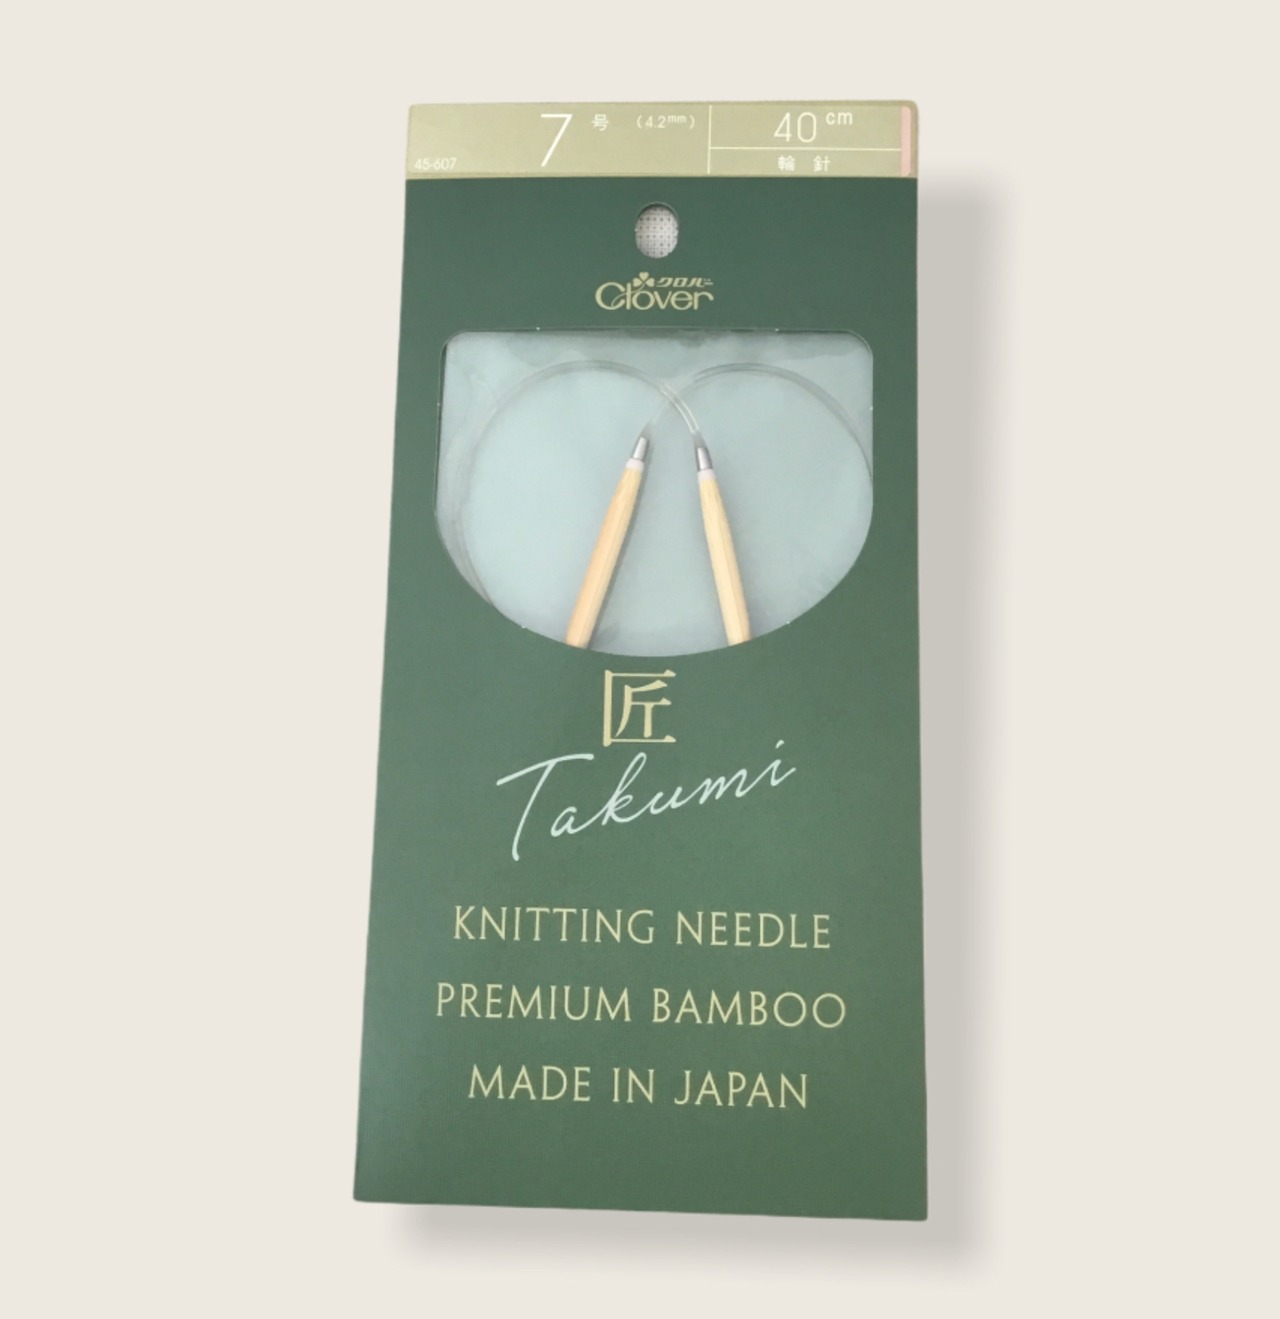 7 号 (4.2mm)
40 cm
45-607
輪 針
クロバー
Clover
匠
Takumi
KNITTING NEEDLE
PREMIUM BAMBOO
MADE IN JAPAN